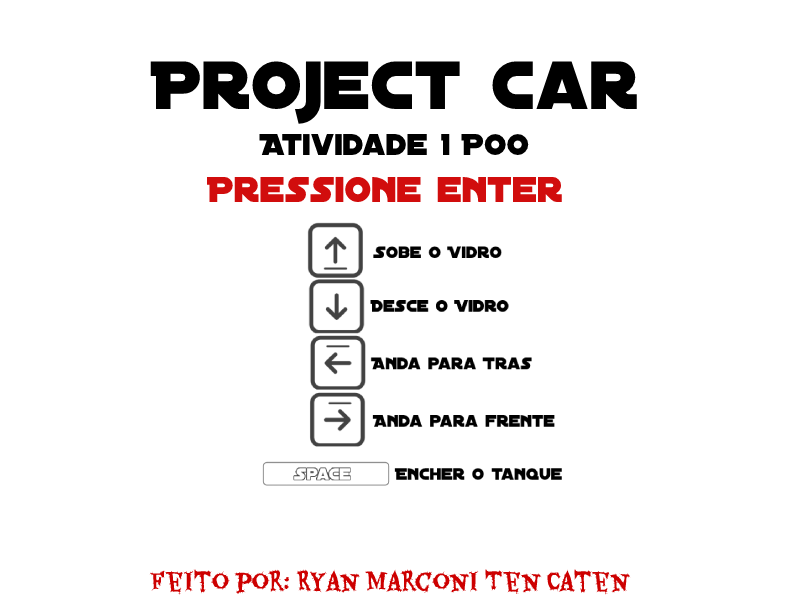 PROJECT CAR
ATIVIDADE 1 POO
PRESSIONE ENTER
SOBE O VIDRO
DESCE O VIDRO
ANDA PARA TRAS
ANDA PARA FRENTE
SPACE ENCHER O TANQUE
FEITO POR: RYAN MARCONI TEN CATEN